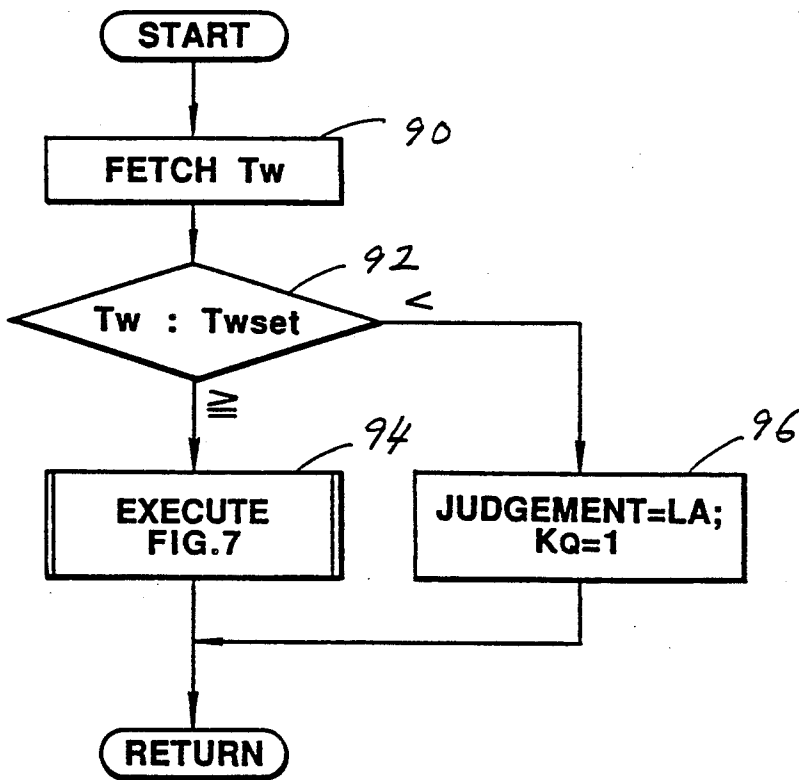 START
90
FETCH Tw
92
Tw : Twset
<
≧
94
96
EXECUTE
FIG.7
JUDGEMENT=LA;
KQ=1
RETURN